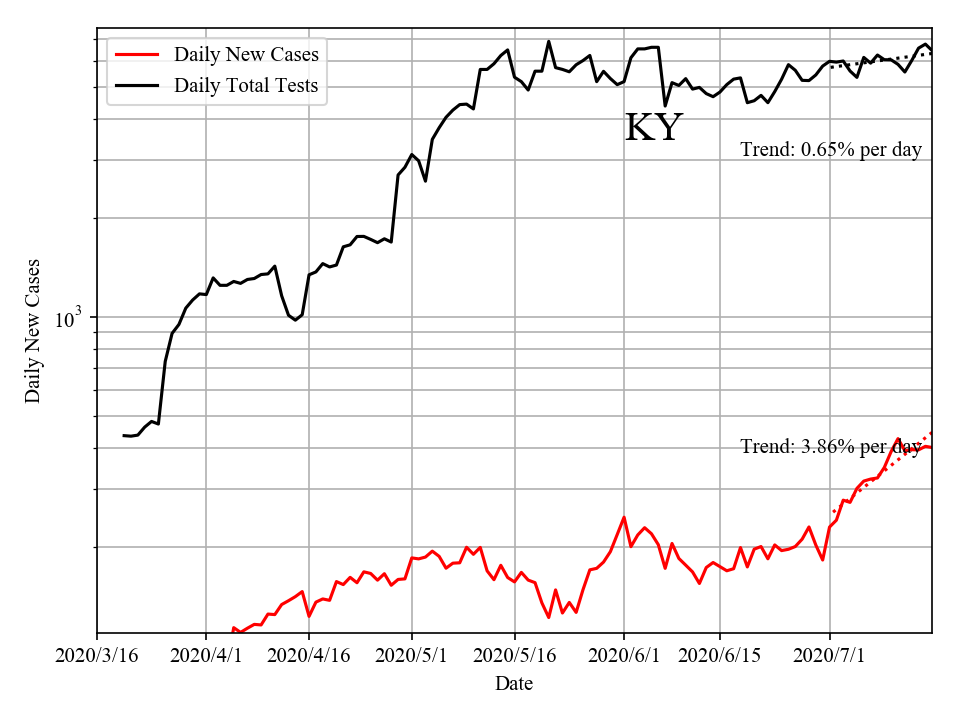 Daily New Cases
Daily Total Tests
KY
Trend: 0.65% per day
Trend: 3.86% per day
Daily New Cases
10^3
2020/3/16 2020/4/1 2020/4/16 2020/5/1 2020/5/16 2020/6/1 2020/6/15 2020/7/1
Date